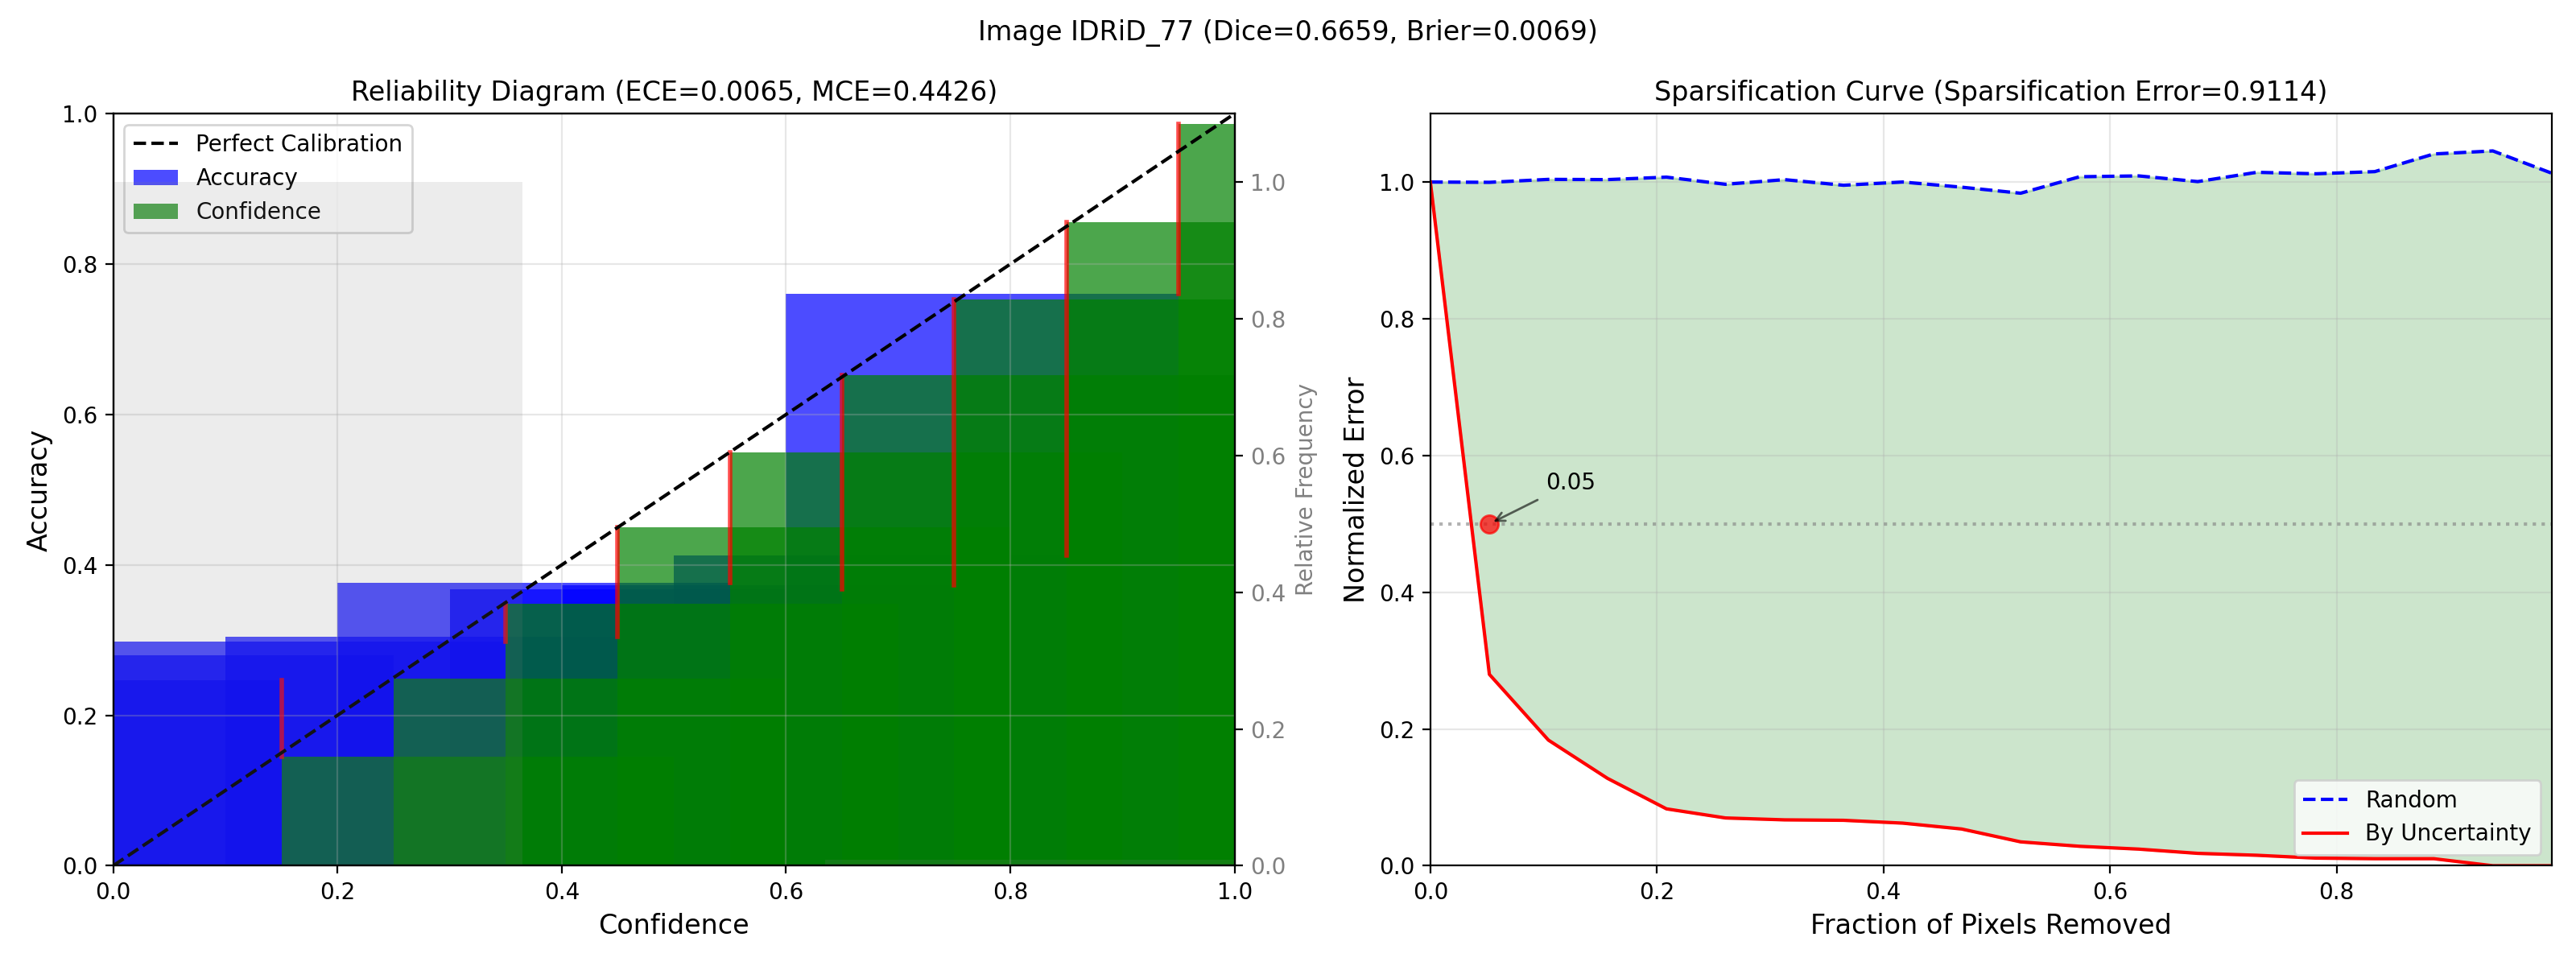 Image IDRiD_77 (Dice=0.6659, Brier=0.0069)
Reliability Diagram (ECE=0.0065, MCE=0.4426)
1.0
0.8
0.6
0.4
0.2
0.0
Accuracy
Perfect Calibration
Accuracy
Confidence
0.0
0.2
0.4
0.6
0.8
1.0
Confidence
1.0
0.8
0.6
0.4
0.2
0.0
Relative Frequency
Sparsification Curve (Sparsification Error=0.9114)
1.0
0.8
0.6
0.4
0.2
0.0
Normalized Error
0.05
Random
By Uncertainty
0.0
0.2
0.4
0.6
0.8
Fraction of Pixels Removed